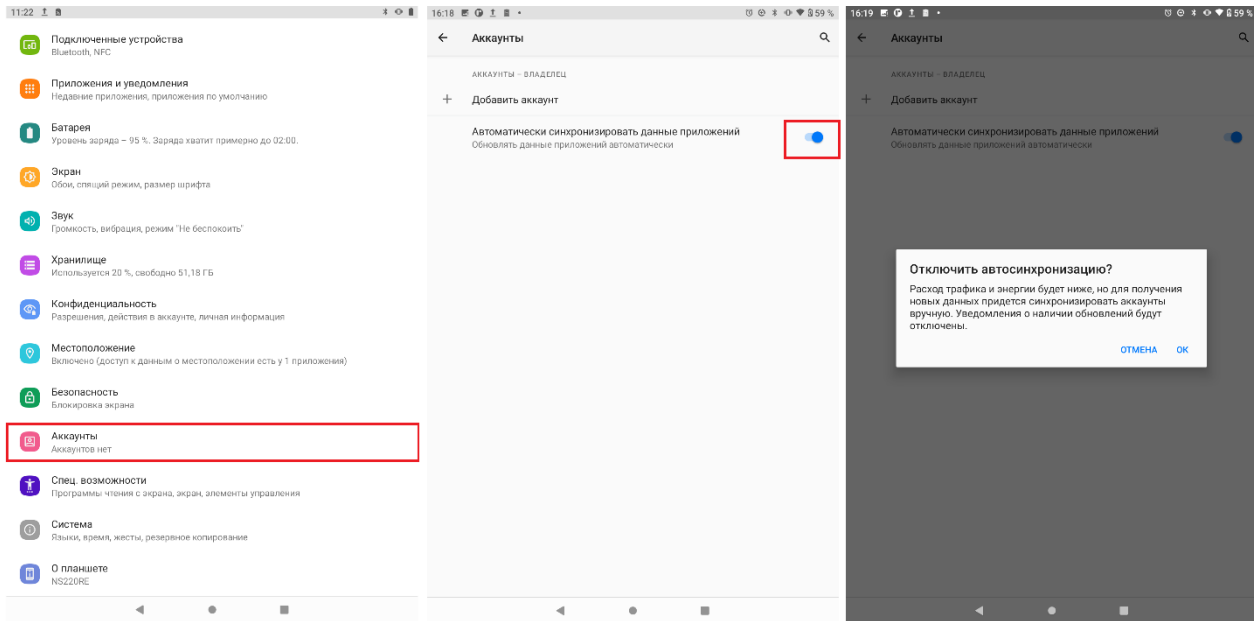 11:22
Подключенные устройства
Bluetooth, NFC
Приложения и уведомления
Недавние приложения, приложения по умолчанию
Батарея
Уровень заряда – 95 %. Заряда хватит примерно до 02:00.
Экран
Обои, спящий режим, размер шрифта
Звук
Громкость, вибрация, режим "Не беспокоить"
Хранилище
Используется 20 %, свободно 51,18 ГБ
Конфиденциальность
Разрешения, действия в аккаунте, личная информация
Местоположение
Включено (доступ к данным о местоположении есть у 1 приложения)
Безопасность
Блокировка экрана
Аккаунты
Аккаунтов нет
Спец. возможности
Программы чтения с экрана, экран, элементы управления
Система
Языки, время, жесты, резервное копирование
О планшете
NS220RE
16:18 59 %
Аккаунты
АККАУНТЫ – ВЛАДЕЛЕЦ
Добавить аккаунт
Автоматически синхронизировать данные приложений
Обновлять данные приложений автоматически
16:19 59 %
Аккаунты
АККАУНТЫ – ВЛАДЕЛЕЦ
Добавить аккаунт
Автоматически синхронизировать данные приложений
Обновлять данные приложений автоматически
Отключить автосинхронизацию?
Расход трафика и энергии будет ниже, но для получения
новых данных придется синхронизировать аккаунты
вручную. Уведомления о наличии обновлений будут
отключены.
ОТМЕНА ОК